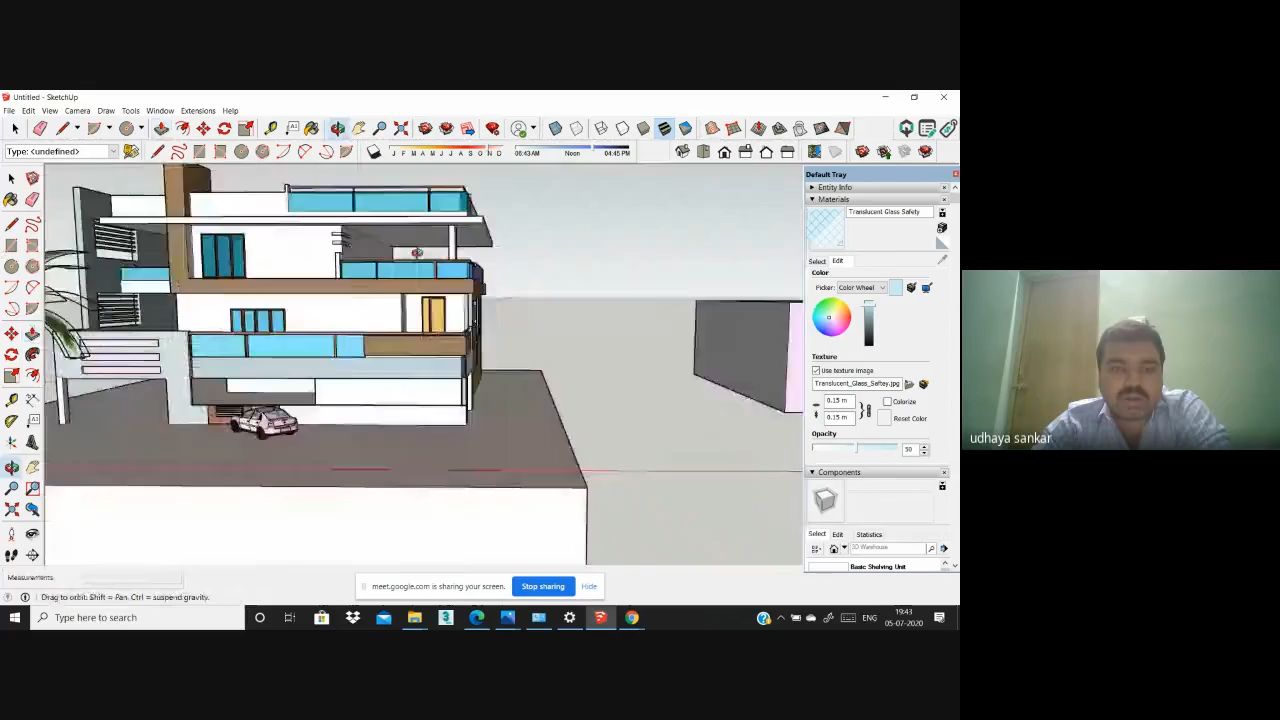 Untitled - SketchUp
File Edit View Camera Draw Tools Window Extensions Help
Type: <undefined>
J F M A M J J A S O N D 06:43 AM Noon 04:45 PM
Default Tray
Entity Info
Materials
Translucent Glass Safety
Select Edit
Color
Picker: Color Wheel
Texture
Use texture image
Translucent_Glass_Saftey.jpg
0.15 m
Colorize
0.15 m
Reset Color
Opacity
50
Components
Select Edit Statistics
3D Warehouse
Basic Shelving Unit
udhaya sankar
Measurements
meet.google.com is sharing your screen. Stop sharing Hide
Drag to orbit. Shift = Pan, Ctrl = suspend gravity.
Type here to search
ENG
19:43
05-07-2020